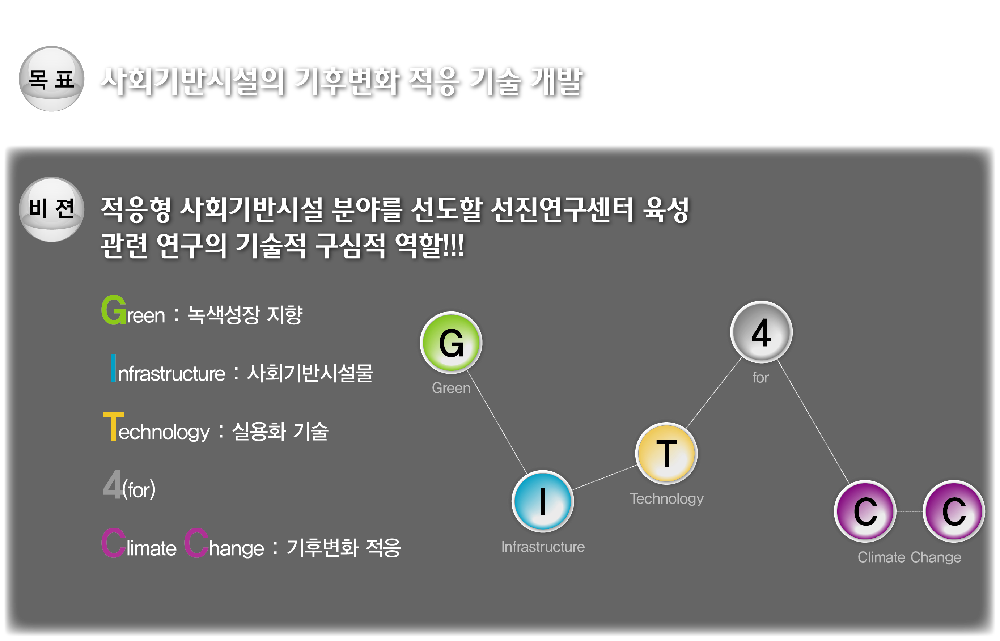 목 표
사회기반시설의 기후변화 적응 기술 개발
비 전
적응형 사회기반시설 분야를 선도할 선진연구센터 육성
관련 연구의 기술적 구심적 역할!!!
Green : 녹색성장 지향
Infrastructure : 사회기반시설물
Technology : 실용화 기술
4(for)
Climate Change : 기후변화 적응
G
Green
I
Infrastructure
T
Technology
4
for
C C
Climate Change